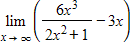 lim x→∞ ( 6x³ / 2x²+1 − 3x )